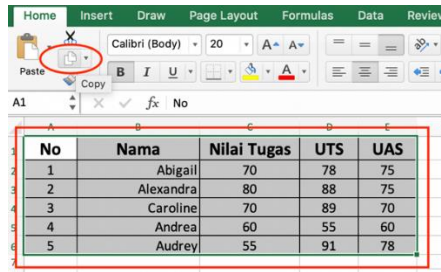 Home Insert Draw Page Layout Formulas Data Review
Paste
Calibri (Body) 20 A A
B I U A
Copy
A1 fx No
A B C D E
1 No Nama Nilai Tugas UTS UAS
2 1 Abigail 70 78 75
3 2 Alexandra 80 88 75
4 3 Caroline 70 89 70
5 4 Andrea 60 55 60
6 5 Audrey 55 91 78
7